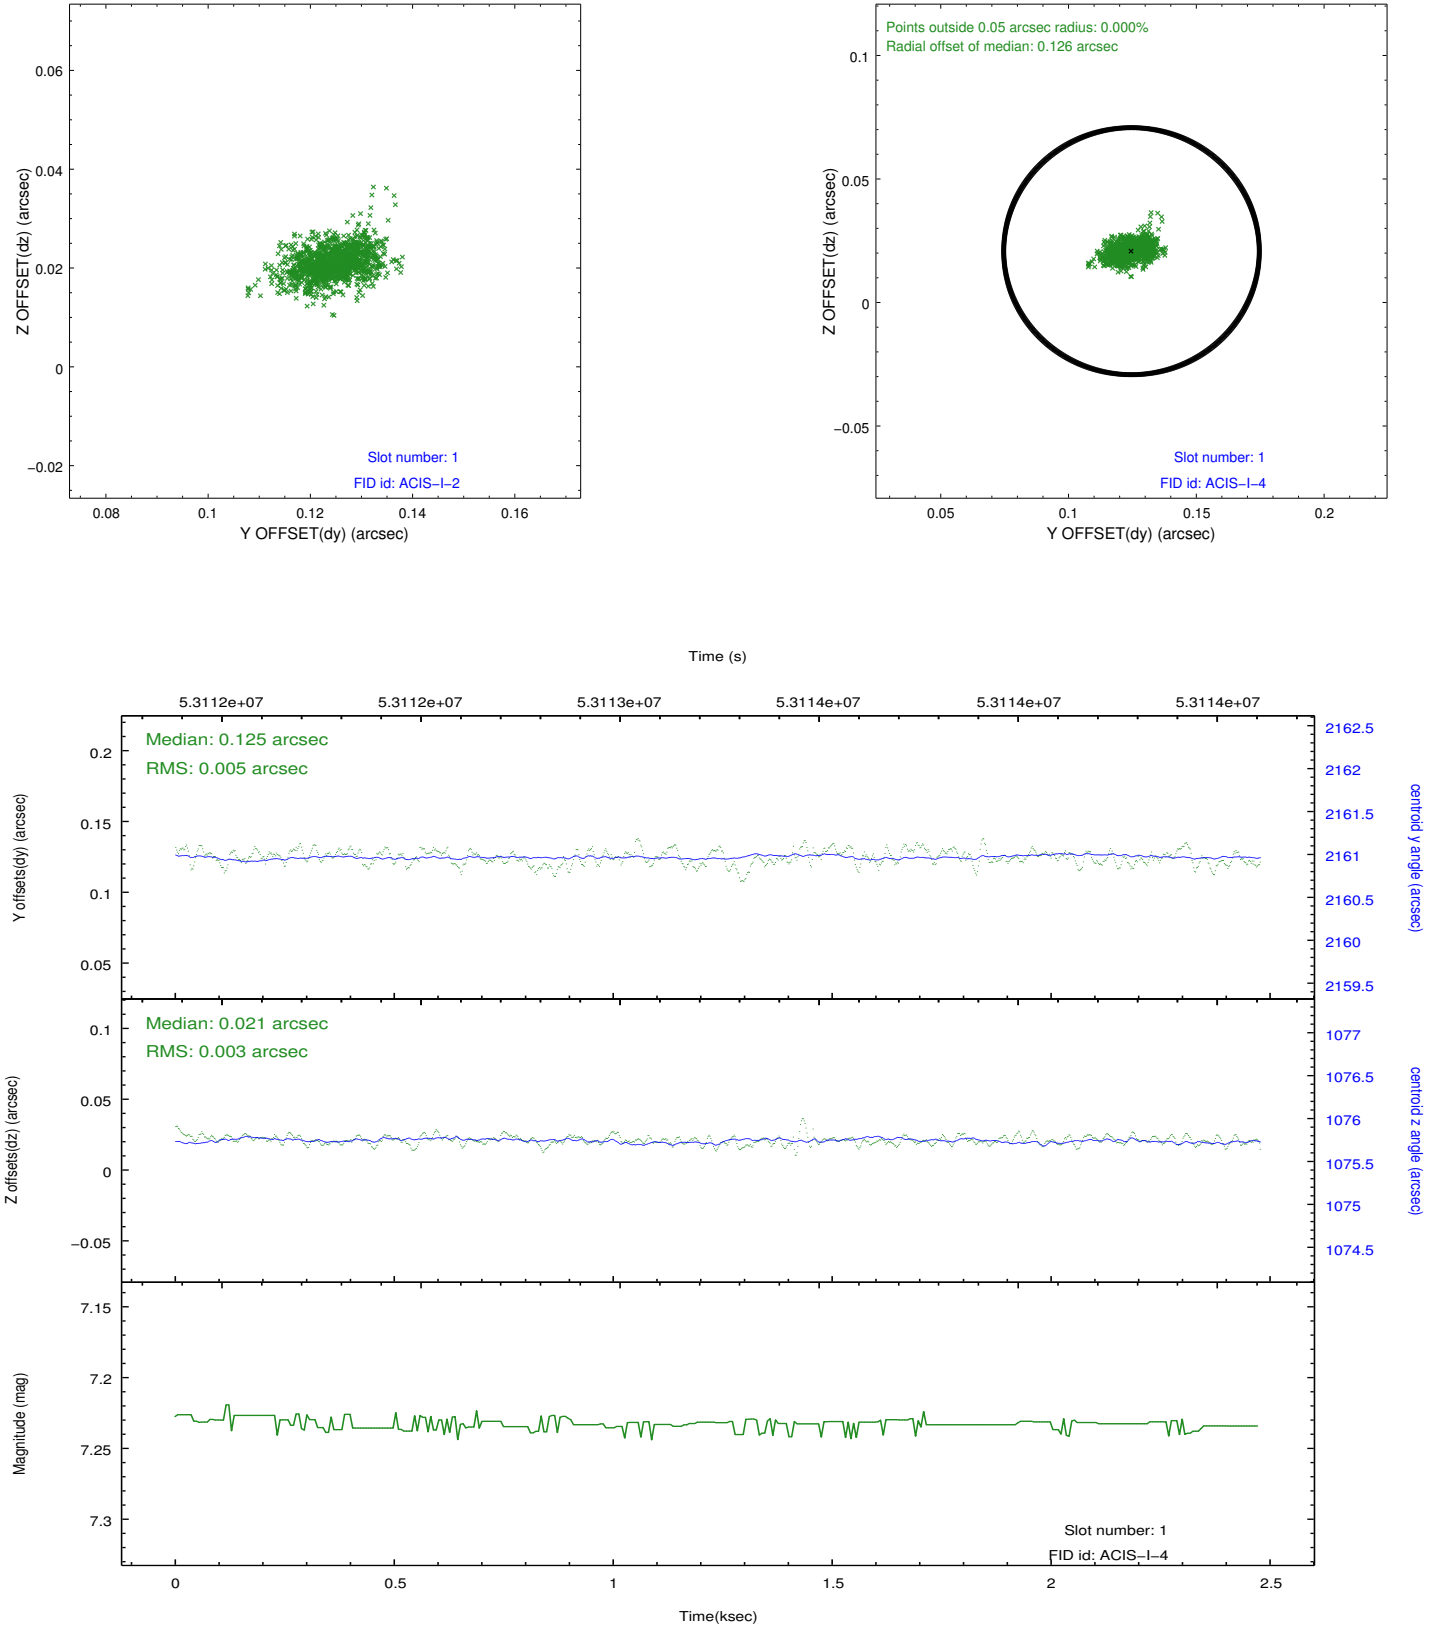 0.06
0.04
0.02
0
−0.02
Z OFFSET(dz) (arcsec)
Slot number: 1
FID id: ACIS−I−2
0.08
0.1
0.12
0.14
0.16
Y OFFSET(dy) (arcsec)
Points outside 0.05 arcsec radius: 0.000%
Radial offset of median: 0.126 arcsec
0.1
0.05
0
−0.05
Z OFFSET(dz) (arcsec)
Slot number: 1
FID id: ACIS−I−4
0.05
0.1
0.15
0.2
Y OFFSET(dy) (arcsec)
Time (s)
5.3112e+07
5.3112e+07
5.3113e+07
5.3114e+07
5.3114e+07
5.3114e+07
Median: 0.125 arcsec
RMS: 0.005 arcsec
0.2
0.15
0.1
0.05
Y offsets(dy) (arcsec)
2162.5
2162
2161.5
2161
2160.5
2160
2159.5
centroid y angle (arcsec)
Median: 0.021 arcsec
RMS: 0.003 arcsec
0.1
0.05
0
−0.05
Z offsets(dz) (arcsec)
1077
1076.5
1076
1075.5
1075
1074.5
centroid z angle (arcsec)
7.15
7.2
7.25
7.3
Magnitude (mag)
Slot number: 1
FID id: ACIS−I−4
0
0.5
1
1.5
2
2.5
Time(ksec)